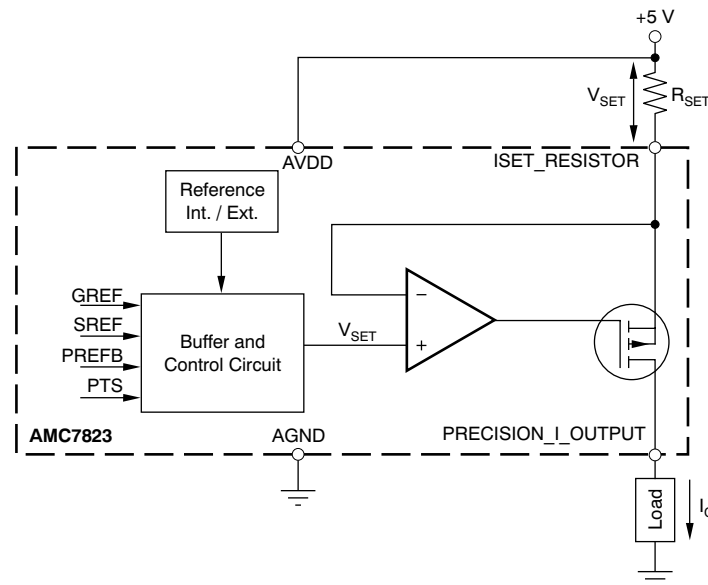 +5 V
V_SET
R_SET
AVDD
ISET_RESISTOR
Reference
Int. / Ext.
GREF
SREF
PREFB
PTS
Buffer and
Control Circuit
V_SET
−
+
AMC7823
AGND
PRECISION_I_OUTPUT
Load